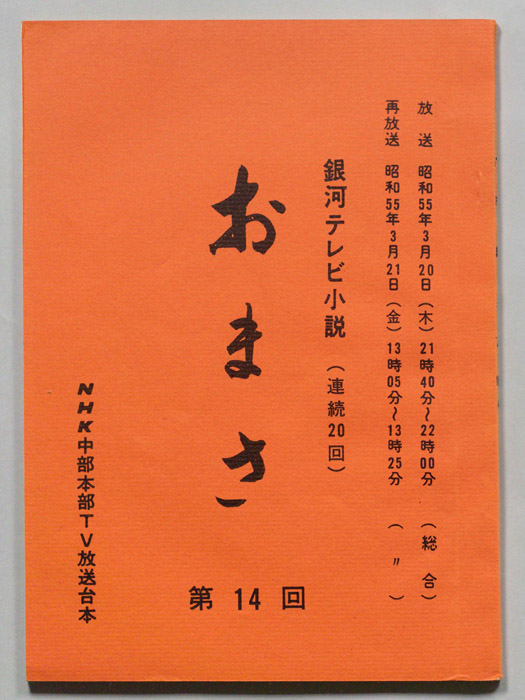 放送 昭和55年3月20日(木)21時40分~22時00分 (総合)
再放送 昭和55年3月21日(金)13時05分~13時25分 ( 〃 )
銀河テレビ小説 (連続20回)
おまさ
第14回
NHK中部本部TV放送台本